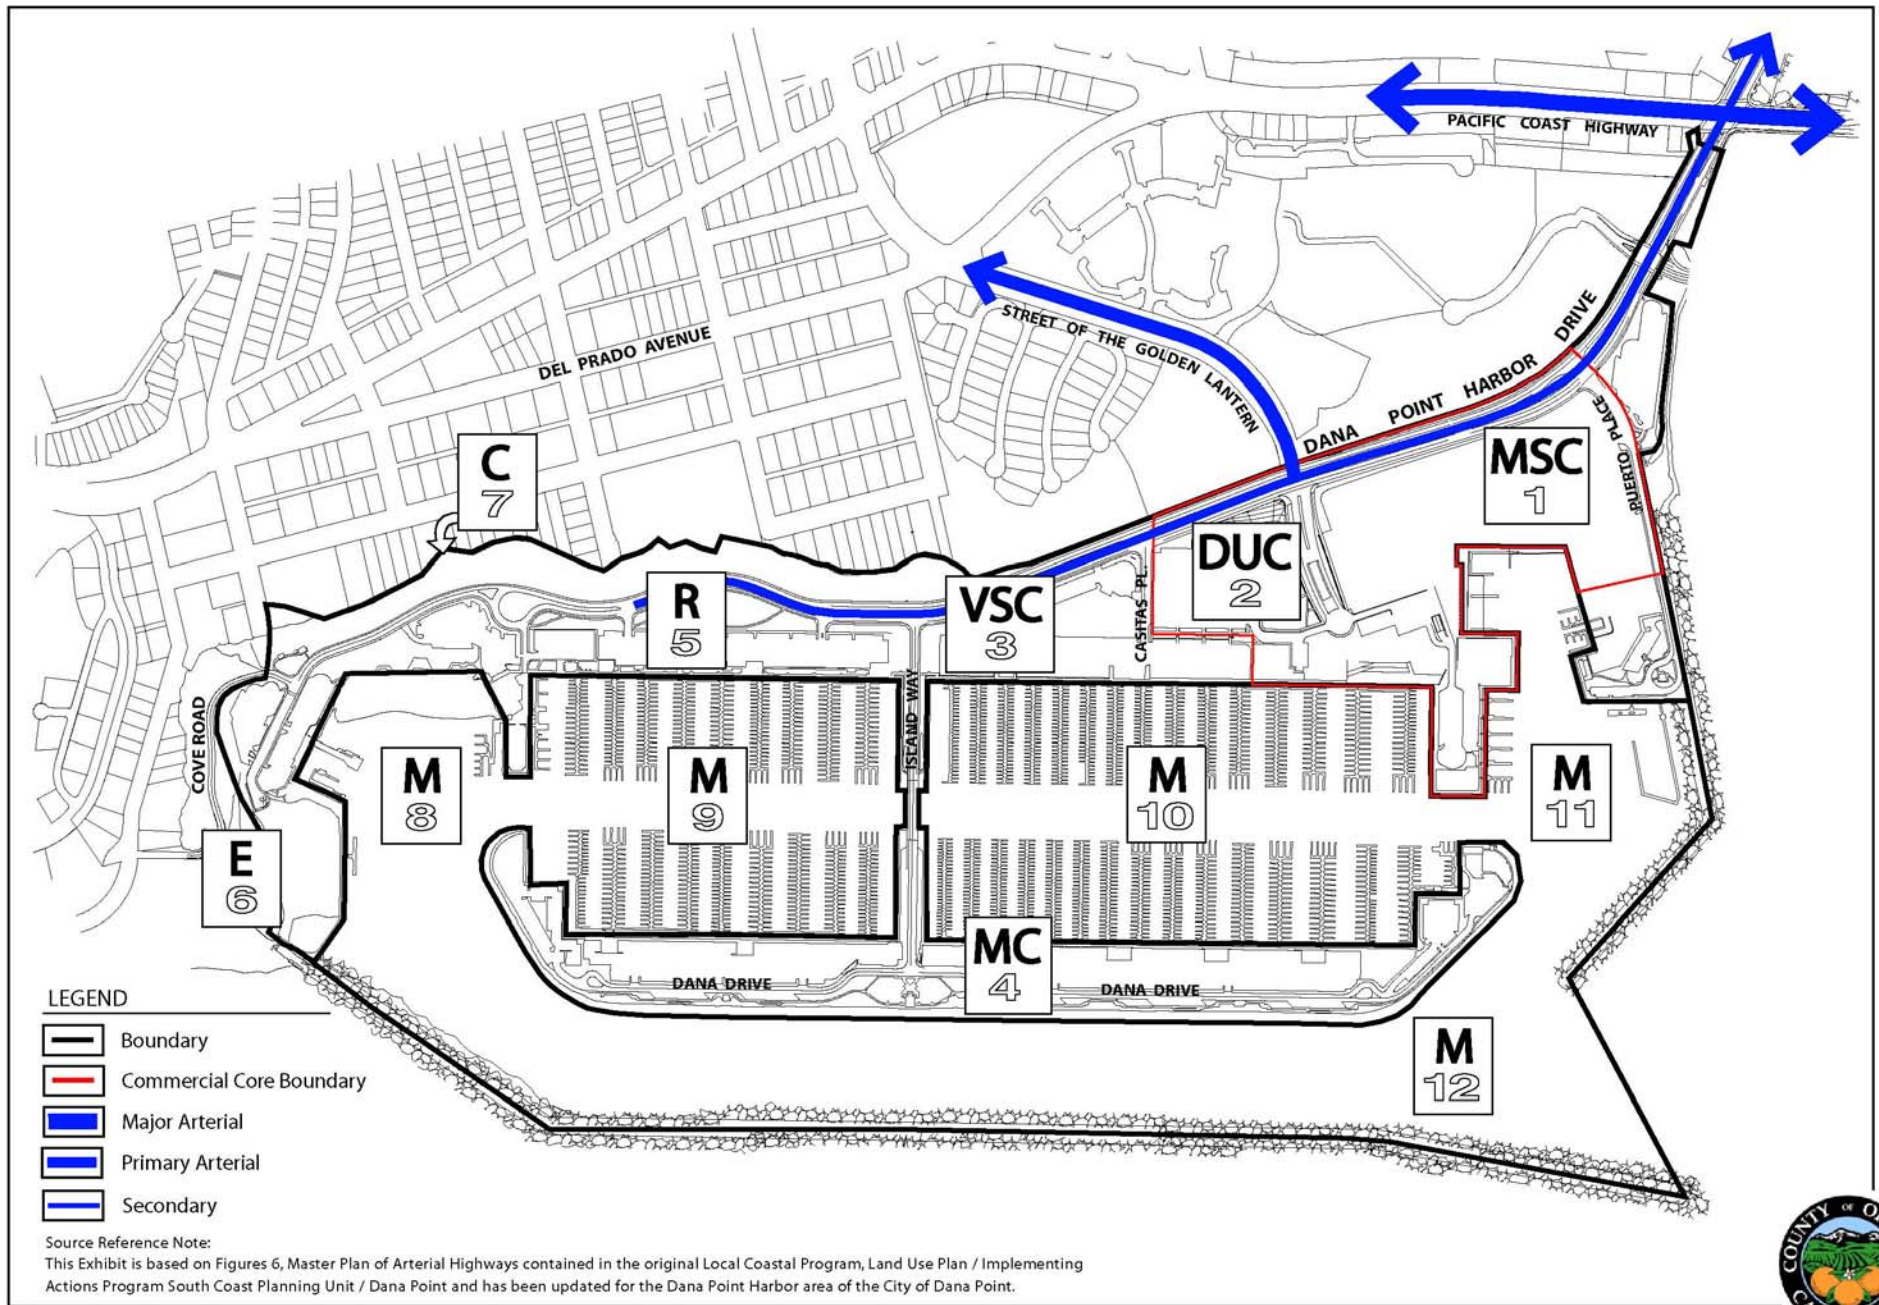 PACIFIC COAST HIGHWAY
STREET OF THE GOLDEN LANTERN
DEL PRADO AVENUE
DANA POINT HARBOR DRIVE
PUERTO PLACE
C
7
MSC
1
DUC
2
R
5
VSC
3
CASITAS PL.
ISLAND WAY
COVE ROAD
M
8
M
9
M
10
M
11
E
6
MC
4
DANA DRIVE
DANA DRIVE
M
12
LEGEND
Boundary
Commercial Core Boundary
Major Arterial
Primary Arterial
Secondary
Source Reference Note:
This Exhibit is based on Figures 6, Master Plan of Arterial Highways contained in the original Local Coastal Program, Land Use Plan / Implementing
Actions Program South Coast Planning Unit / Dana Point and has been updated for the Dana Point Harbor area of the City of Dana Point.
COUNTY OF O